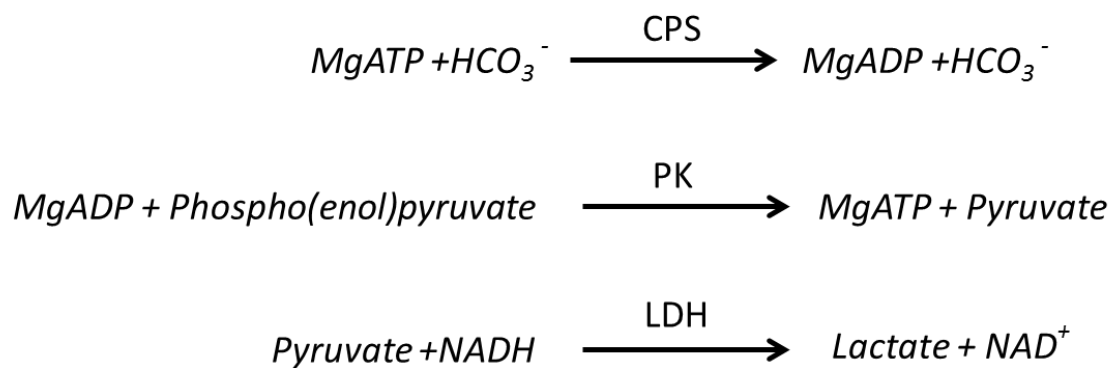 CPS
MgATP +HCO₃⁻ MgADP +HCO₃⁻
PK
MgADP + Phospho(enol)pyruvate MgATP + Pyruvate
LDH
Pyruvate +NADH Lactate + NAD⁺